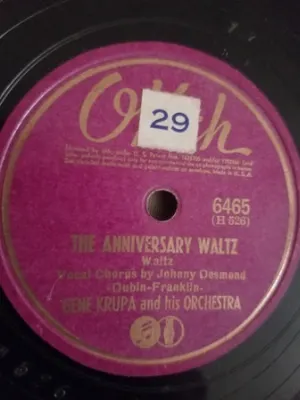 OKeh
29
6465
(H 526)
THE ANNIVERSARY WALTZ
Waltz
Vocal Chorus by Johnny Desmond
-Dubin-Franklin-
GENE KRUPA and his ORCHESTRA